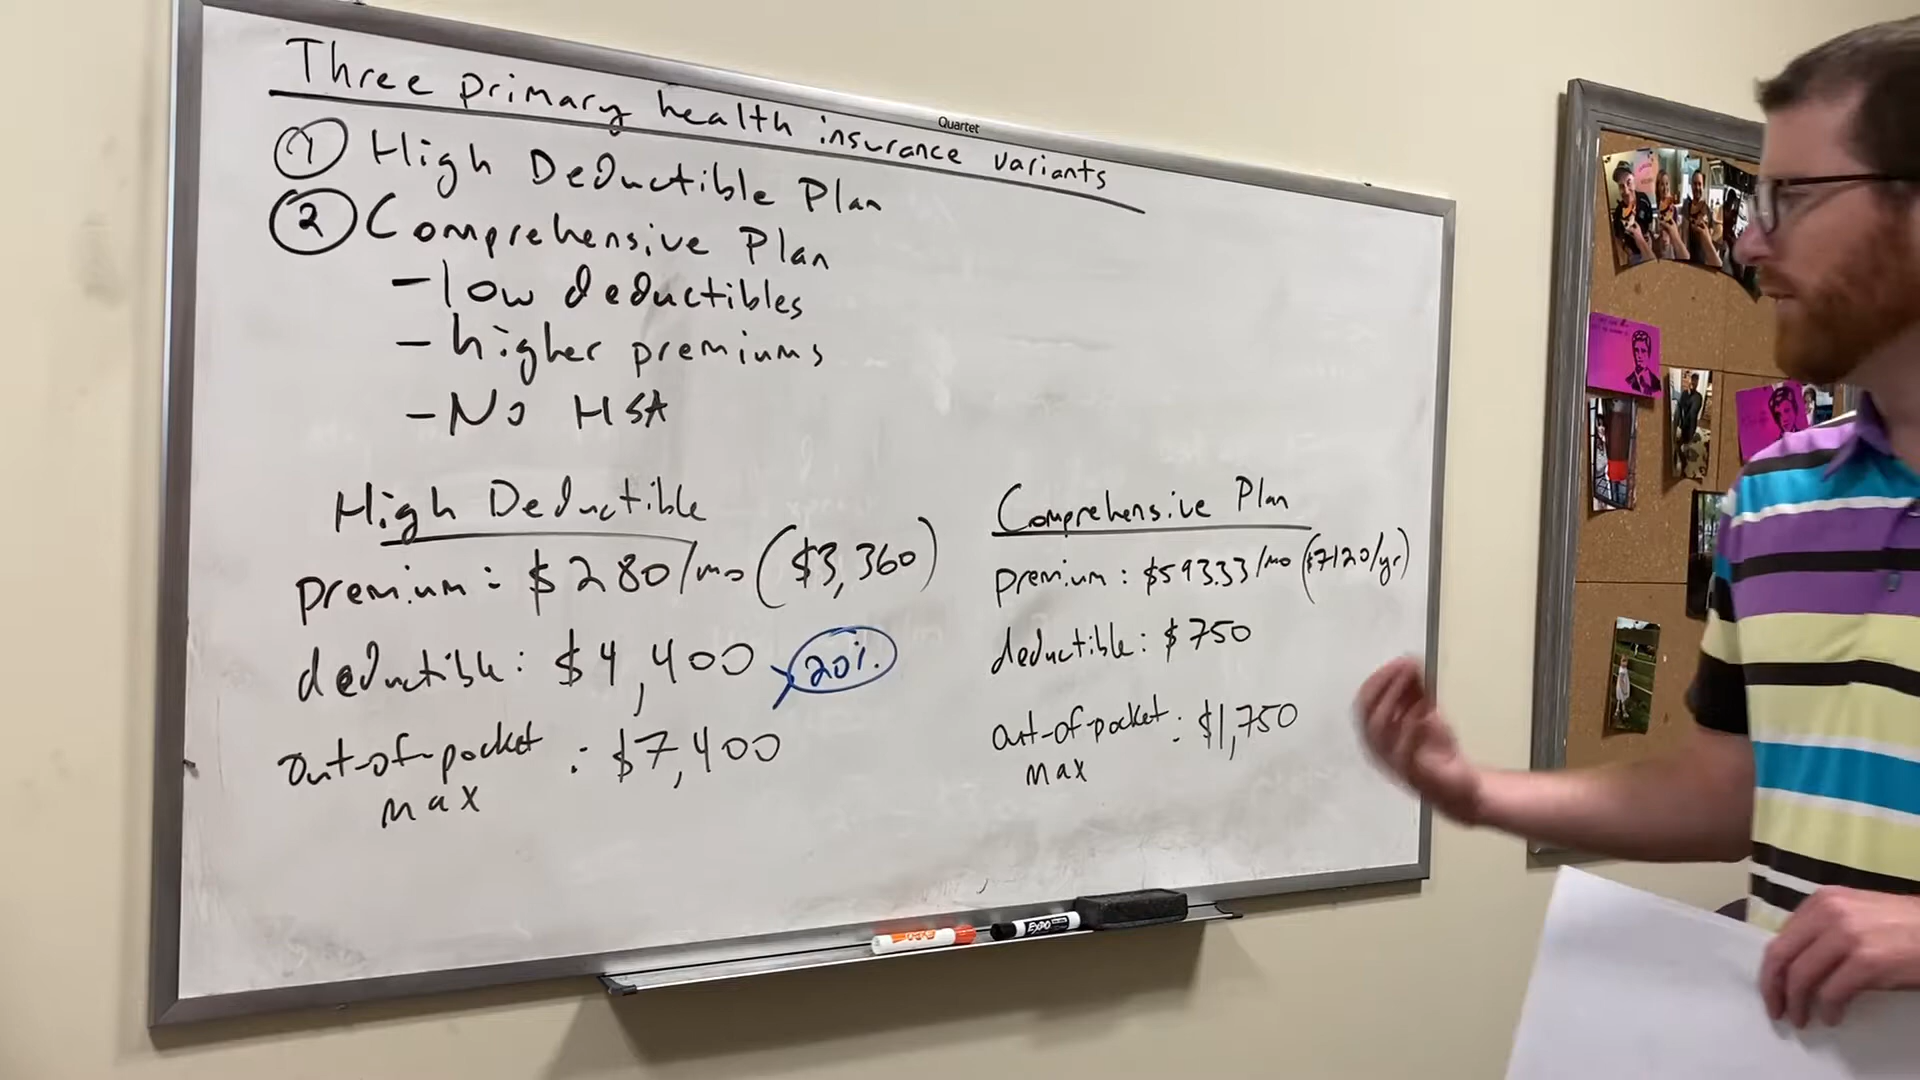 Three primary health insurance variants
Quartet
1 High Deductible Plan
2 Comprehensive Plan
- low deductibles
- higher premiums
- No HSA
High Deductible
premium: $280/mo ($3,360)
deductible: $4,400 20%
out-of-pocket max : $7,400
Comprehensive Plan
premium: $593.33/mo ($7120/yr)
deductible: $750
out-of-pocket max : $1,750
EXPO